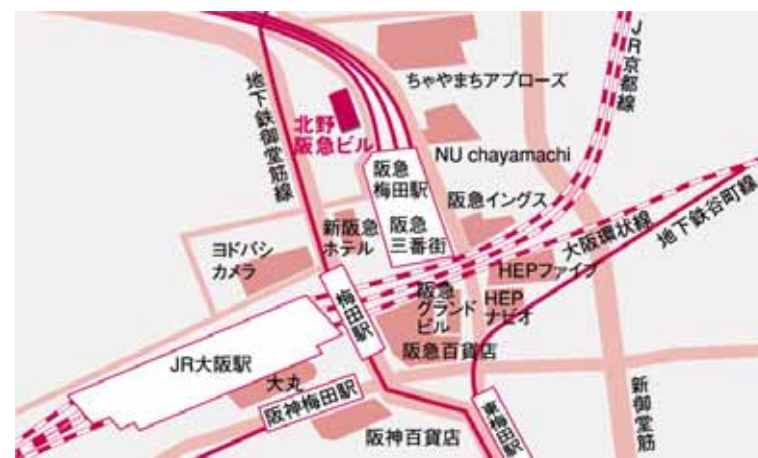 JR京都線
ちゃやまちアプローズ
地下鉄御堂筋線
北野
阪急ビル
NU chayamachi
阪急
梅田駅
阪急イングス
地下鉄谷町線
大阪環状線
新阪急
ホテル
阪急
三番街
ヨドバシ
カメラ
HEPファイブ
梅田駅
阪急
グランド
ビル
HEP
ナビオ
阪急百貨店
JR大阪駅
大丸
阪神梅田駅
新御堂筋
東梅田駅
阪神百貨店